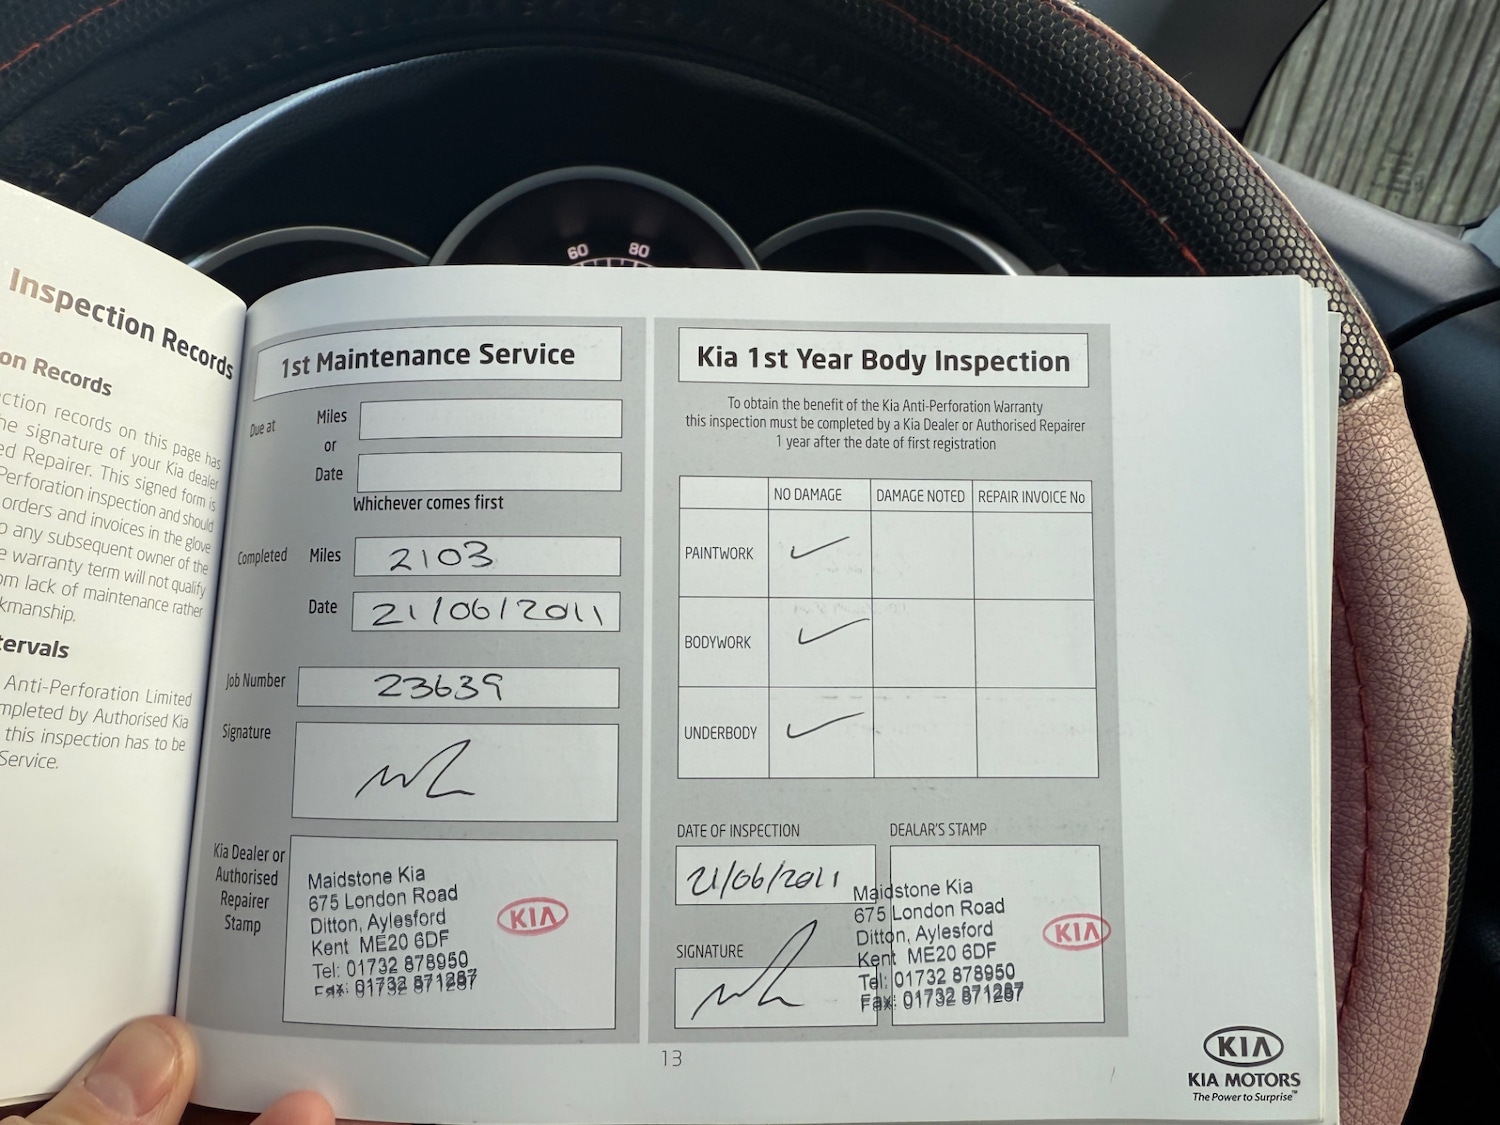 60 80
Inspection Records
on Records
ction records on this page has
he signature of your Kia dealer
ed Repairer. This signed form is
Perforation inspection and should
orders and invoices in the glove
o any subsequent owner of the
e warranty term will not qualify
om lack of maintenance rather
kmanship.
tervals
Anti-Perforation Limited
mpleted by Authorised Kia
this inspection has to be
Service.
1st Maintenance Service
Due at
Miles
or
Date
Whichever comes first
Completed Miles 2103
Date 21/06/2011
Job Number 23639
Signature
Kia Dealer or
Authorised
Repairer
Stamp
Maidstone Kia
675 London Road
Ditton, Aylesford
Kent ME20 6DF
Tel: 01732 878950
Fax: 01732 871287
KIA
Kia 1st Year Body Inspection
To obtain the benefit of the Kia Anti-Perforation Warranty
this inspection must be completed by a Kia Dealer or Authorised Repairer
1 year after the date of first registration
NO DAMAGE DAMAGE NOTED REPAIR INVOICE No
PAINTWORK
BODYWORK
UNDERBODY
DATE OF INSPECTION
21/06/2011
SIGNATURE
DEALAR'S STAMP
Maidstone Kia
675 London Road
Ditton, Aylesford
Kent ME20 6DF
Tel: 01732 878950
Fax: 01732 871287
KIA
13
KIA
KIA MOTORS
The Power to Surprise™